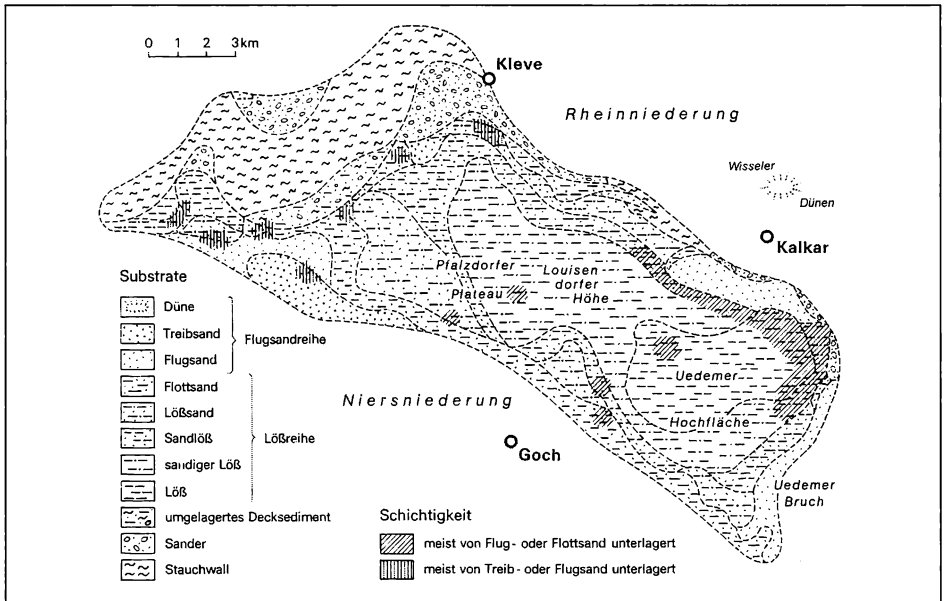 0 1 2 3km
Kleve
Rheinniederung
Wisseler
Dünen
Kalkar
Pfalzdorfer
Plateau
Louisen
dorfer
Höhe
Uedemer
Hochfläche
Niersniederung
Goch
Uedemer
Bruch
Substrate
Düne
Treibsand
Flugsand
Flugsandreihe
Flottsand
Lößsand
Sandlöß
sandiger Löß
Löß
Lößreihe
umgelagertes Decksediment
Sander
Stauchwall
Schichtigkeit
meist von Flug- oder Flottsand unterlagert
meist von Treib- oder Flugsand unterlagert